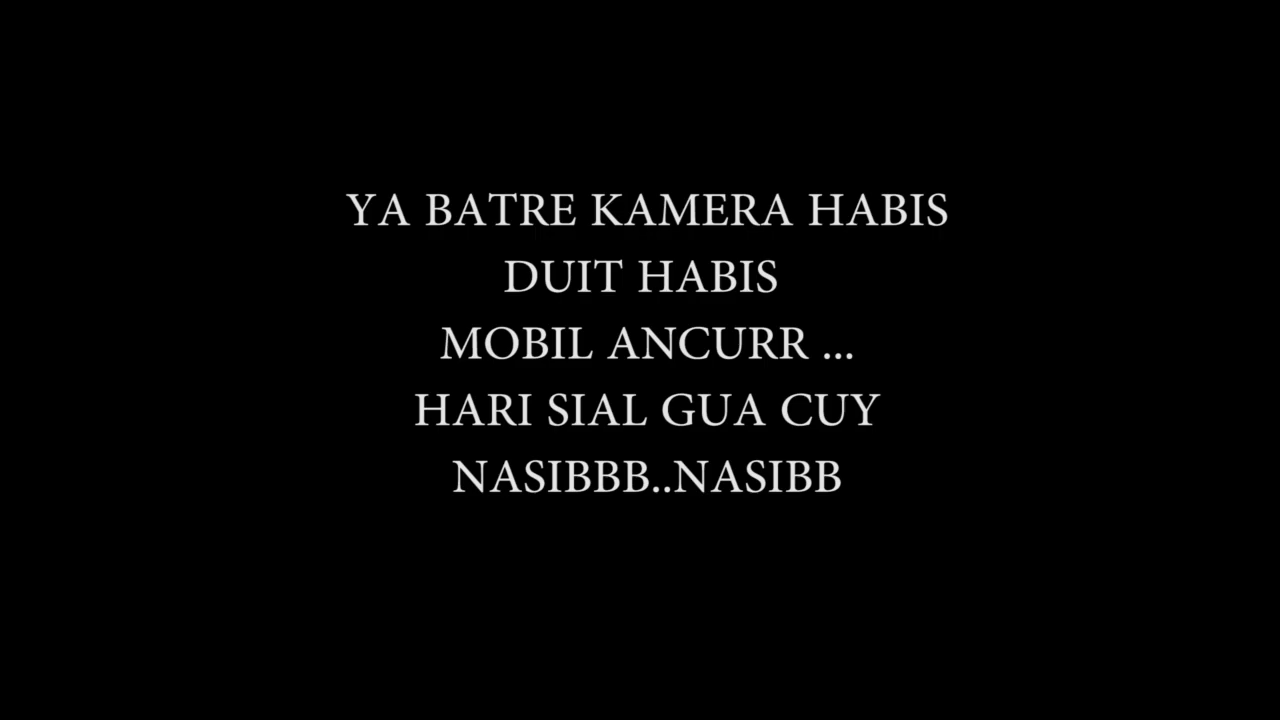 YA BATRE KAMERA HABIS
DUIT HABIS
MOBIL ANCURR ...
HARI SIAL GUA CUY
NASIBBB..NASIBB